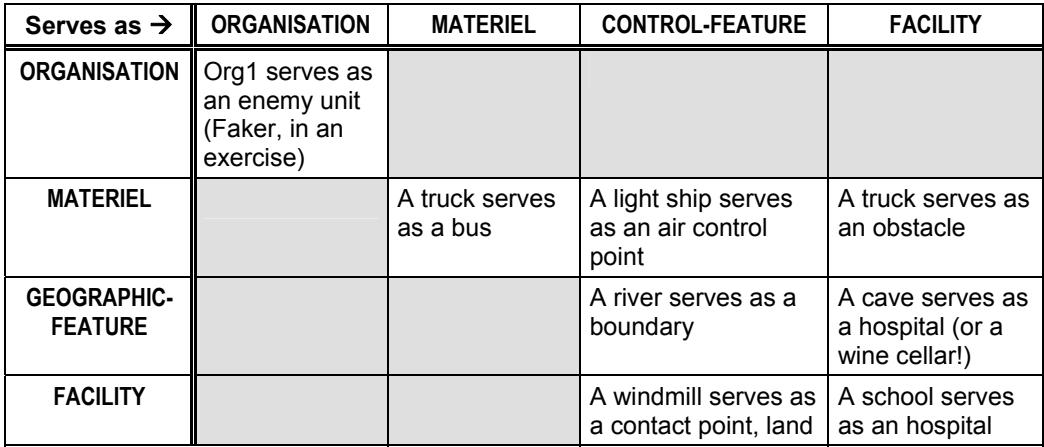 Serves as → ORGANISATION MATERIEL CONTROL-FEATURE FACILITY
ORGANISATION Org1 serves as
an enemy unit
(Faker, in an
exercise)
MATERIEL A truck serves A light ship serves A truck serves as
as a bus as an air control an obstacle
point
GEOGRAPHIC- A river serves as a A cave serves as
FEATURE boundary a hospital (or a
wine cellar!)
FACILITY A windmill serves as A school serves
a contact point, land as an hospital